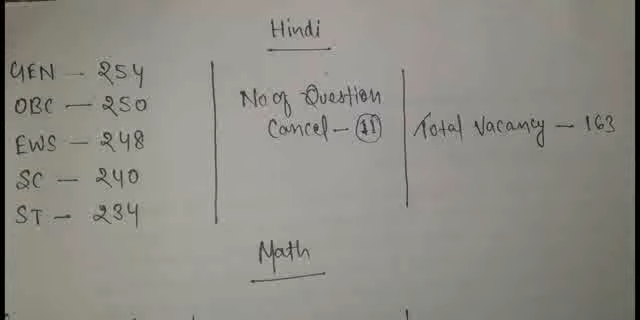 Hindi
GEN - 254
OBC - 250
EWS - 248
SC - 240
ST - 234
No of Question
Cancel - 11
Total Vacancy - 163
Math